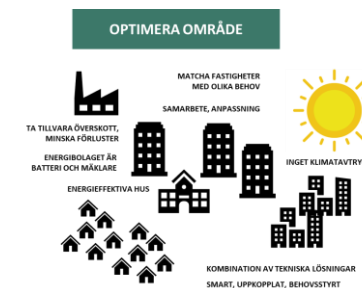 OPTIMERA OMRÅDE
MATCHA FASTIGHETER
MED OLIKA BEHOV
SAMARBETE, ANPASSNING
TA TILLVARA ÖVERSKOTT,
MINSKA FÖRLUSTER
ENERGIBOLAGET ÄR
BATTERI OCH MÄKLARE
INGET KLIMATAVTRY
ENERGIEFFEKTIVA HUS
KOMBINATION AV TEKNISKA LÖSNINGAR
SMART, UPPKOPPLAT, BEHOVSSTYRT